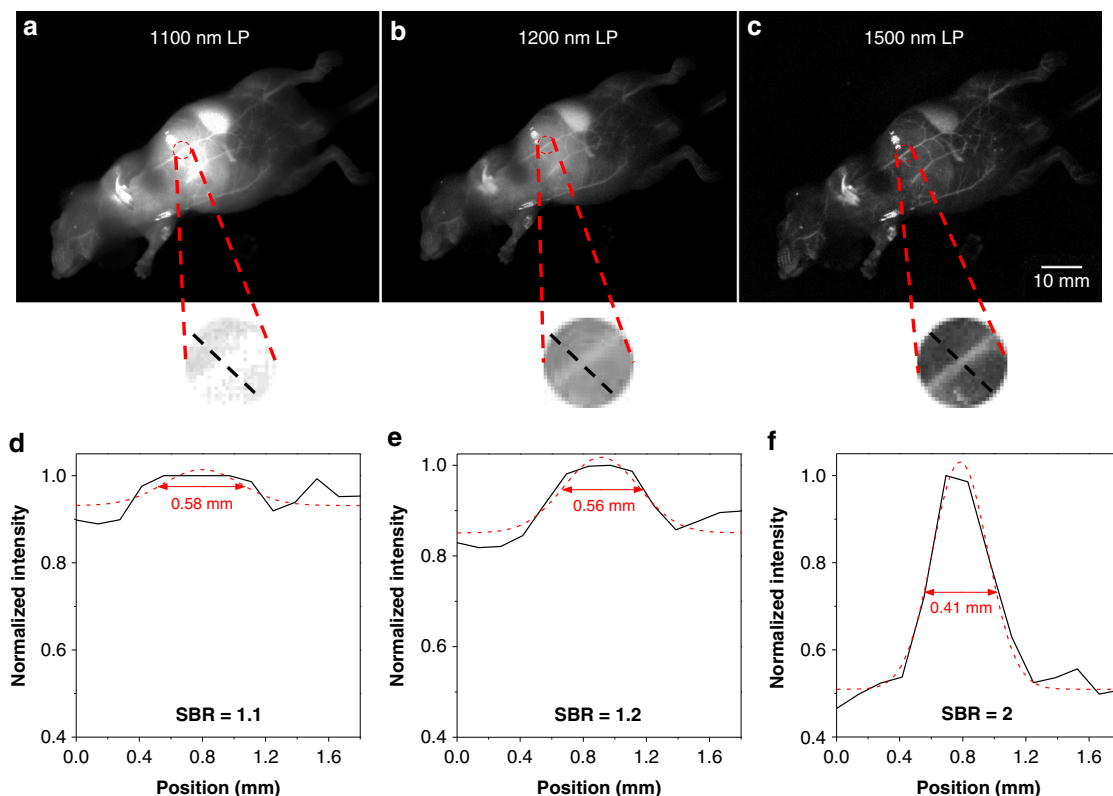 a
1100 nm LP
b
1200 nm LP
c
1500 nm LP
10 mm
d
Normalized intensity
1.0
0.8
0.6
0.4
0.58 mm
SBR = 1.1
0.0
0.4
0.8
1.2
1.6
Position (mm)
e
Normalized intensity
1.0
0.8
0.6
0.4
0.56 mm
SBR = 1.2
0.0
0.4
0.8
1.2
1.6
Position (mm)
f
Normalized intensity
1.0
0.8
0.6
0.4
0.41 mm
SBR = 2
0.0
0.4
0.8
1.2
1.6
Position (mm)